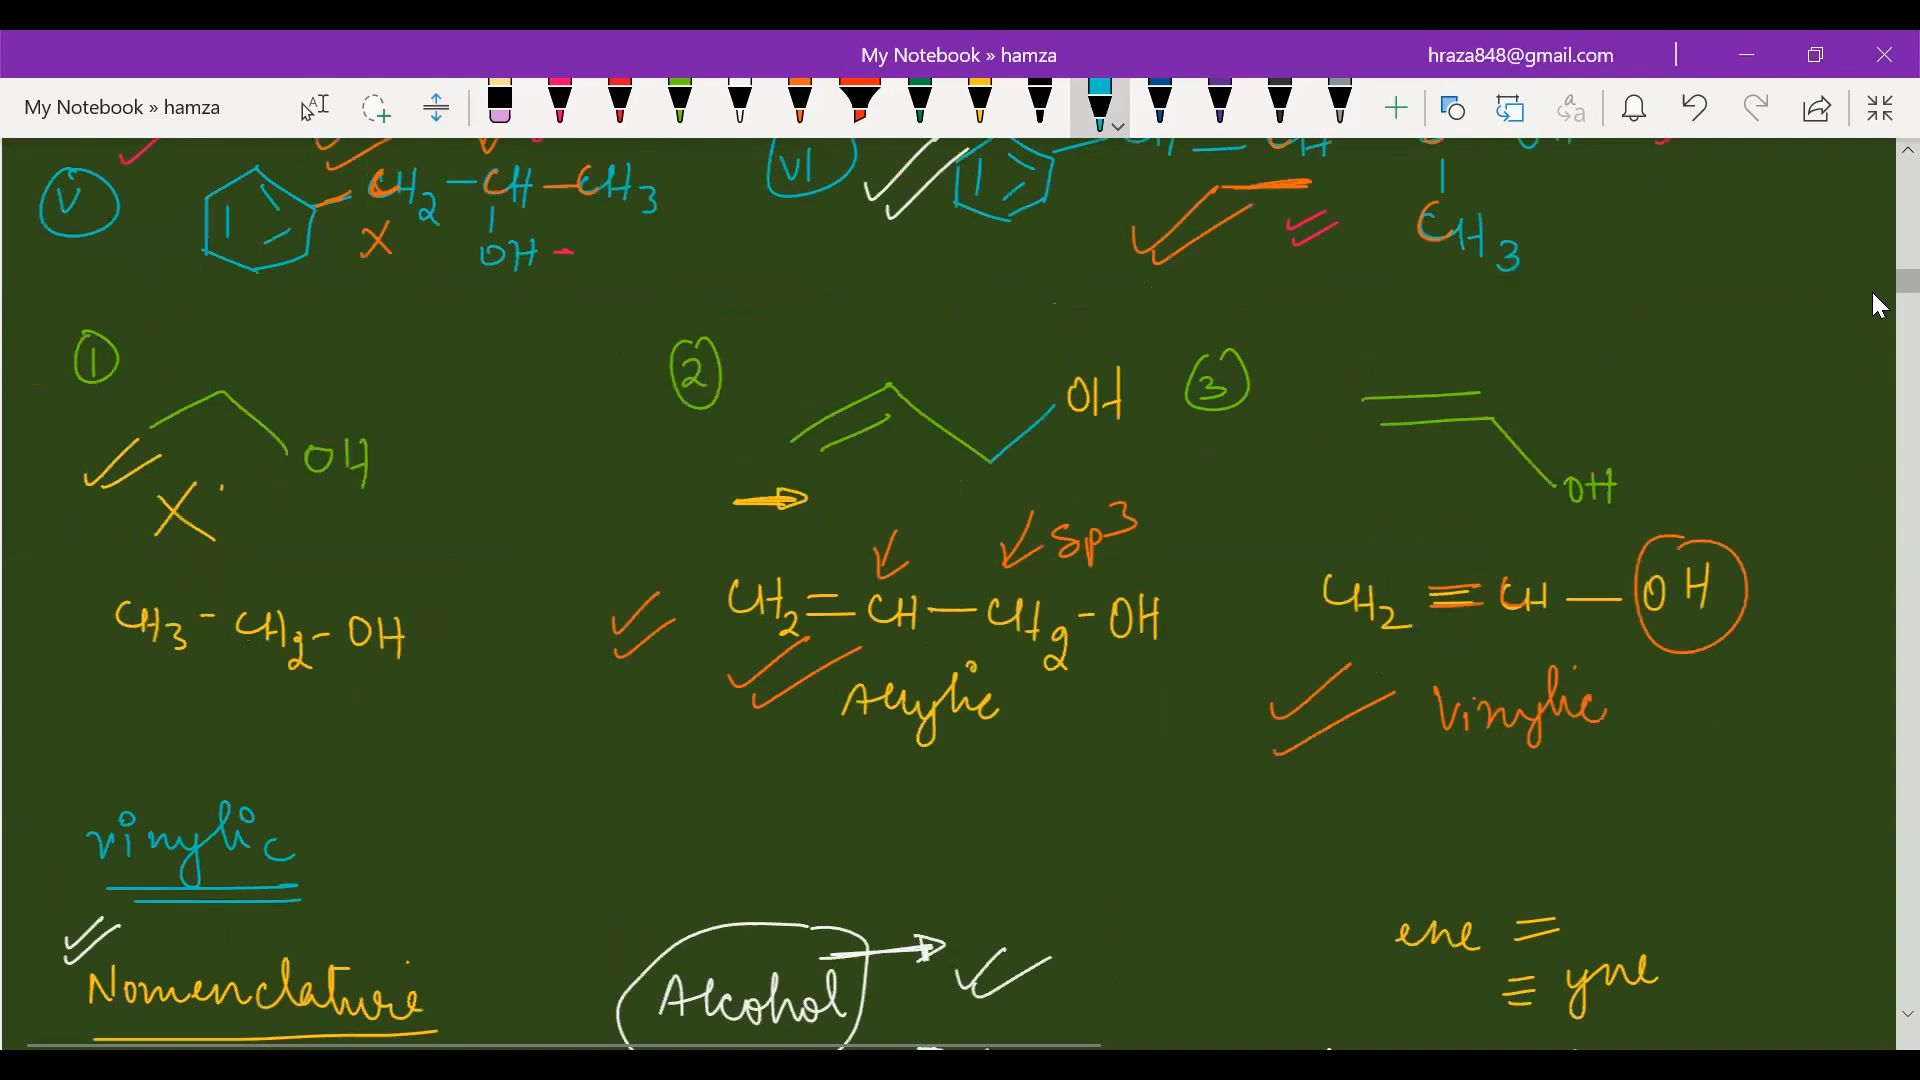 My Notebook » hamza
hraza848@gmail.com
My Notebook » hamza
V
CH2 — CH — CH3
X
OH
VI
CH3
1
OH
X
CH3 - CH2 - OH
2
OH
sp3
CH2 = CH — CH2 - OH
Allylic
3
OH
CH2 = CH — OH
Vinylic
vinylic
Nomenclature
Alcohol
ene =
≡ yne